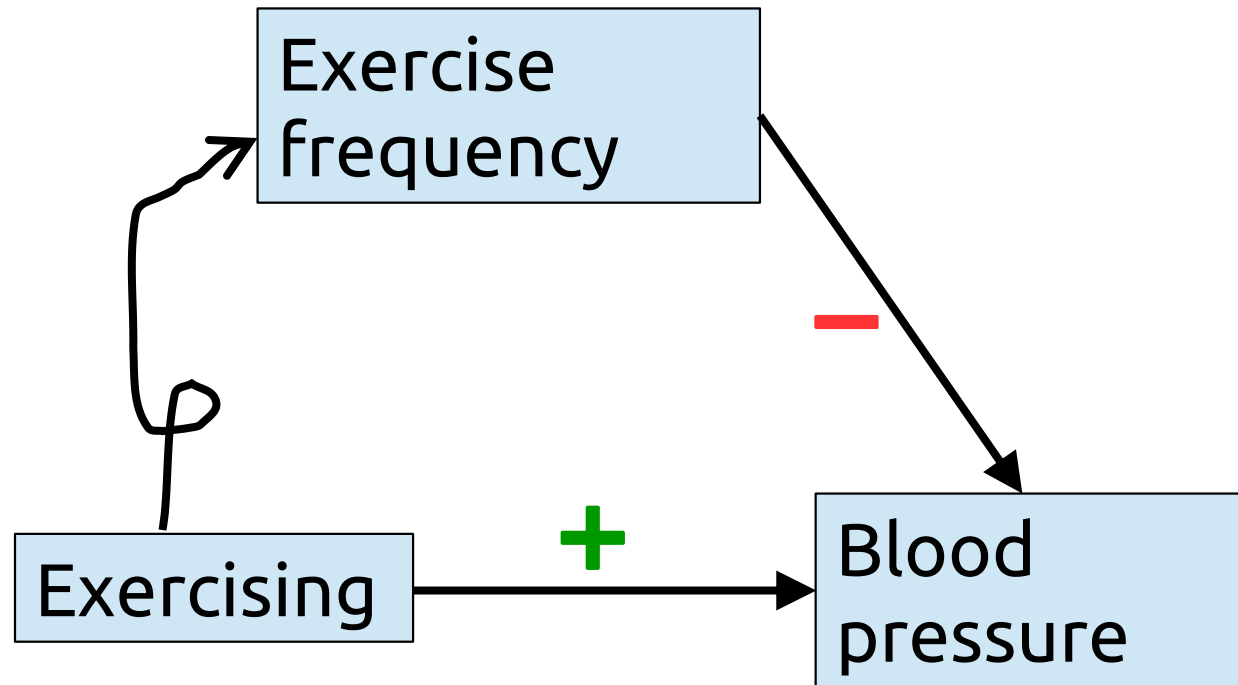 Exercise
frequency
−
+
Exercising
Blood
pressure